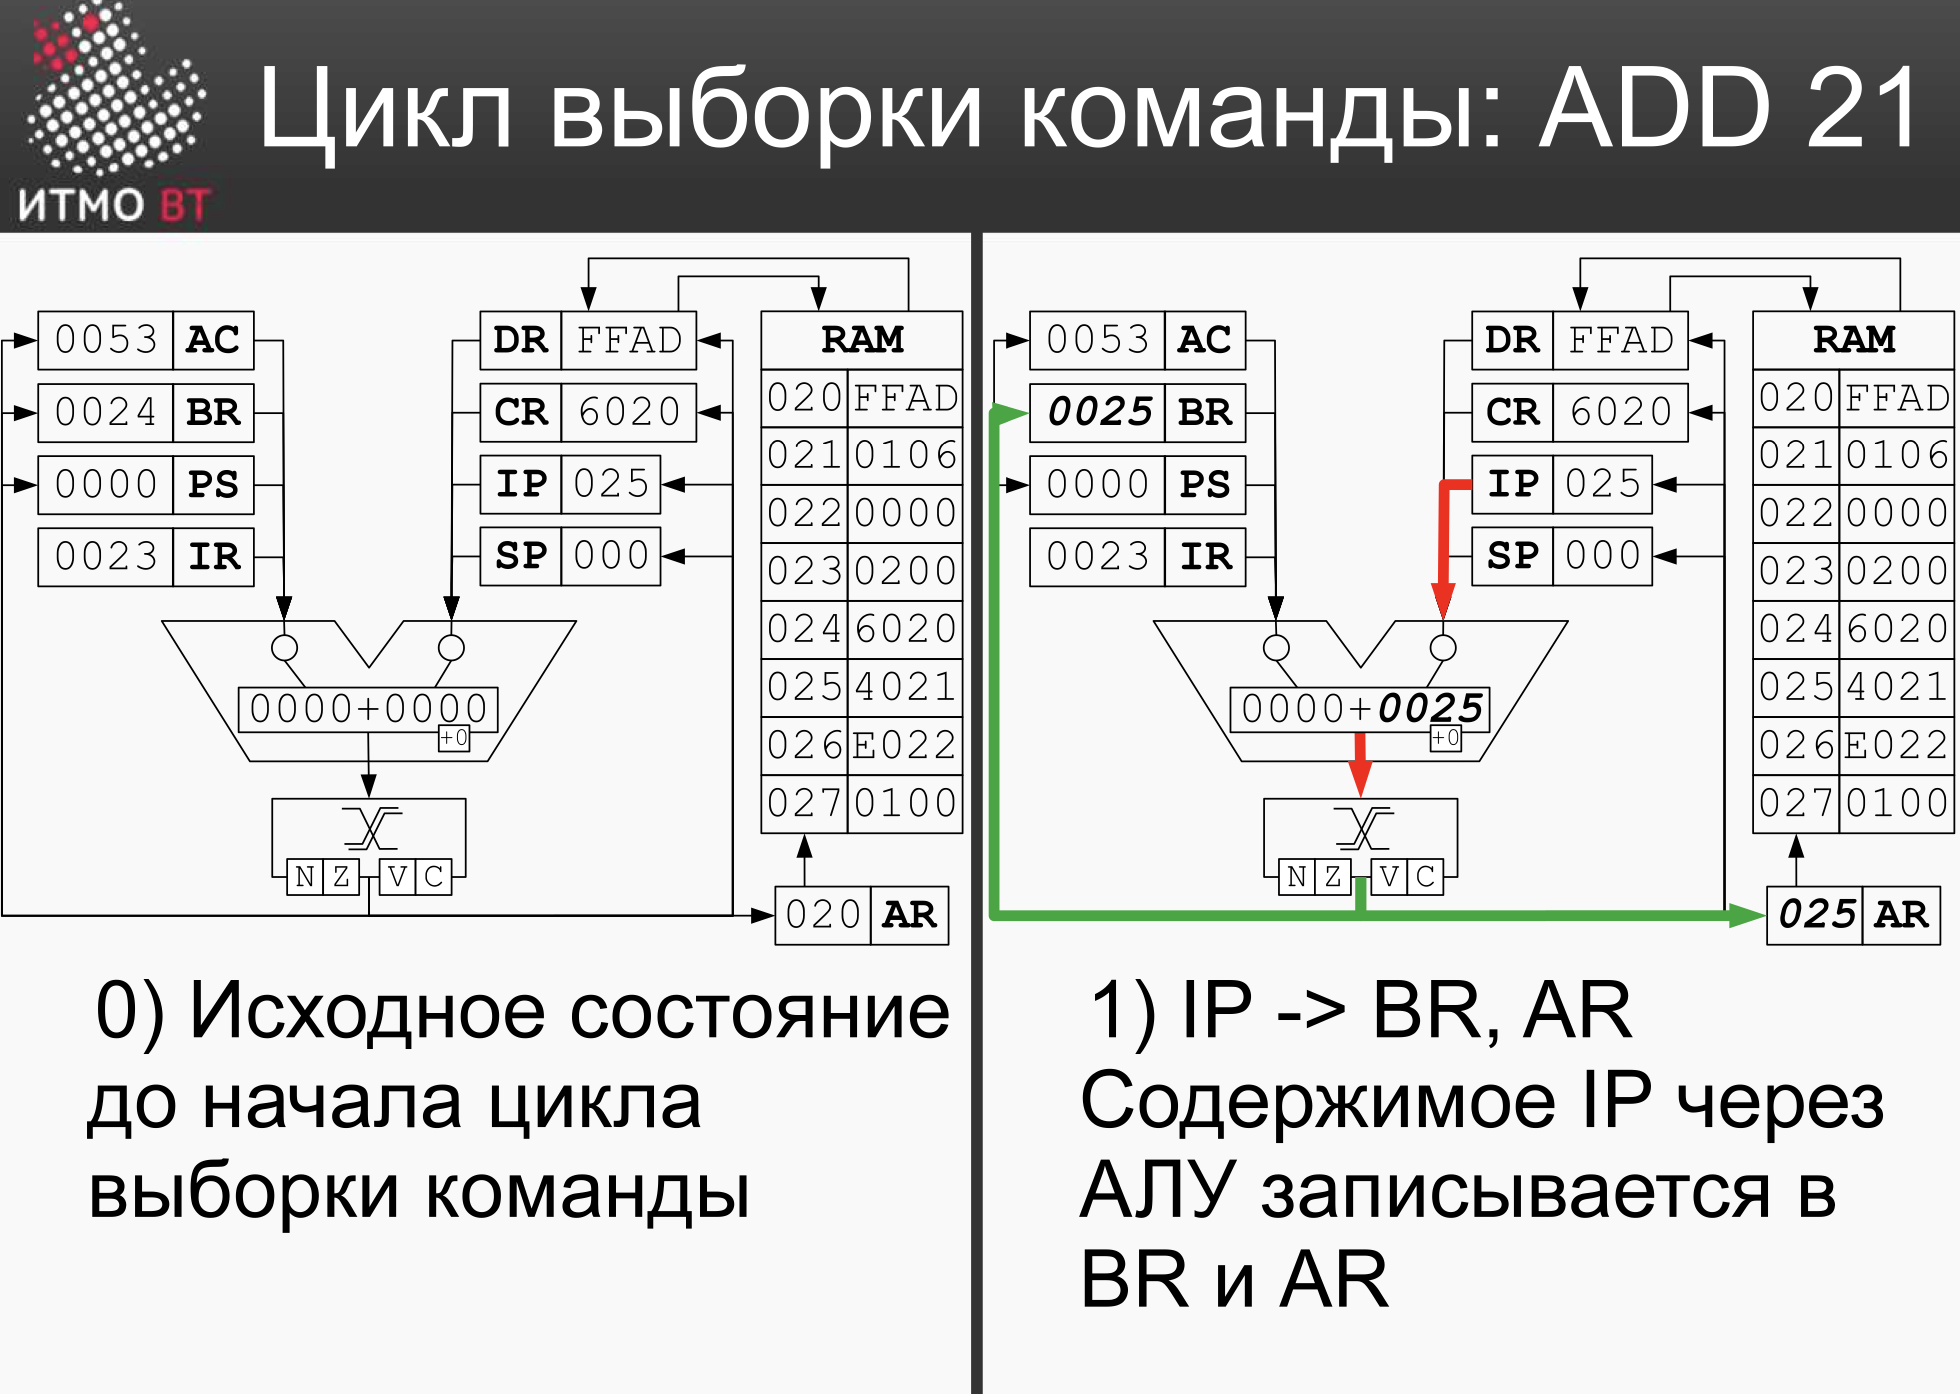 Цикл выборки команды: ADD 21
ИТМО ВТ
0053 AC
0024 BR
0000 PS
0023 IR
DR FFAD
CR 6020
IP 025
SP 000
RAM
020 FFAD
021 0106
022 0000
023 0200
024 6020
025 4021
026 E022
027 0100
0000+0000
+0
N Z V C
020 AR
0) Исходное состояние
до начала цикла
выборки команды
0053 AC
0025 BR
0000 PS
0023 IR
DR FFAD
CR 6020
IP 025
SP 000
RAM
020 FFAD
021 0106
022 0000
023 0200
024 6020
025 4021
026 E022
027 0100
0000+0025
+0
N Z V C
025 AR
1) IP -> BR, AR
Содержимое IP через
АЛУ записывается в
BR и AR